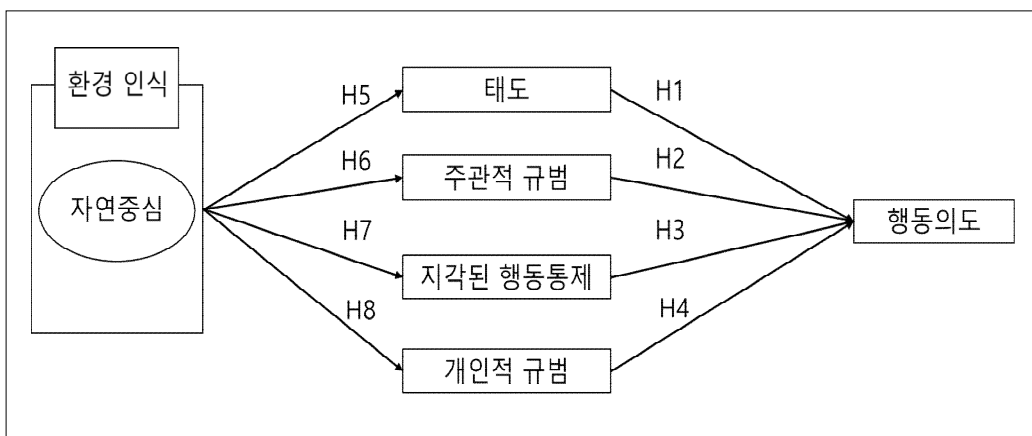 환경 인식
자연중심
H5
H6
H7
H8
태도
주관적 규범
지각된 행동통제
개인적 규범
H1
H2
H3
H4
행동의도